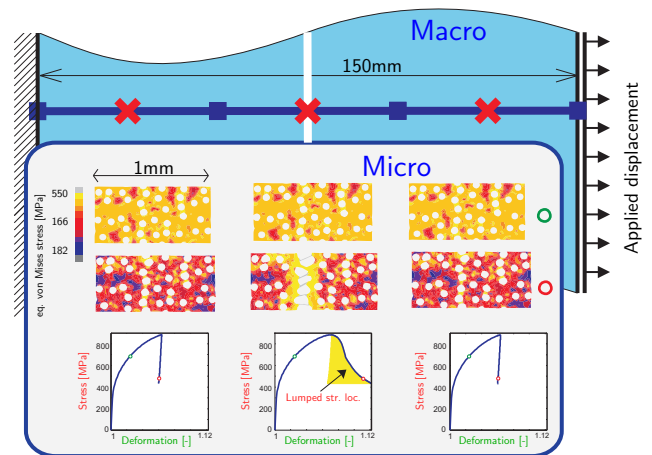 Macro
150mm
Applied displacement
Micro
1mm
eq. von Mises stress [MPa]
550
166
182
Stress [MPa]
800
600
400
200
0
1
1.12
Deformation [-]
Stress [MPa]
800
600
400
200
0
Lumped str. loc.
1
1.12
Deformation [-]
Stress [MPa]
800
600
400
200
0
1
1.12
Deformation [-]